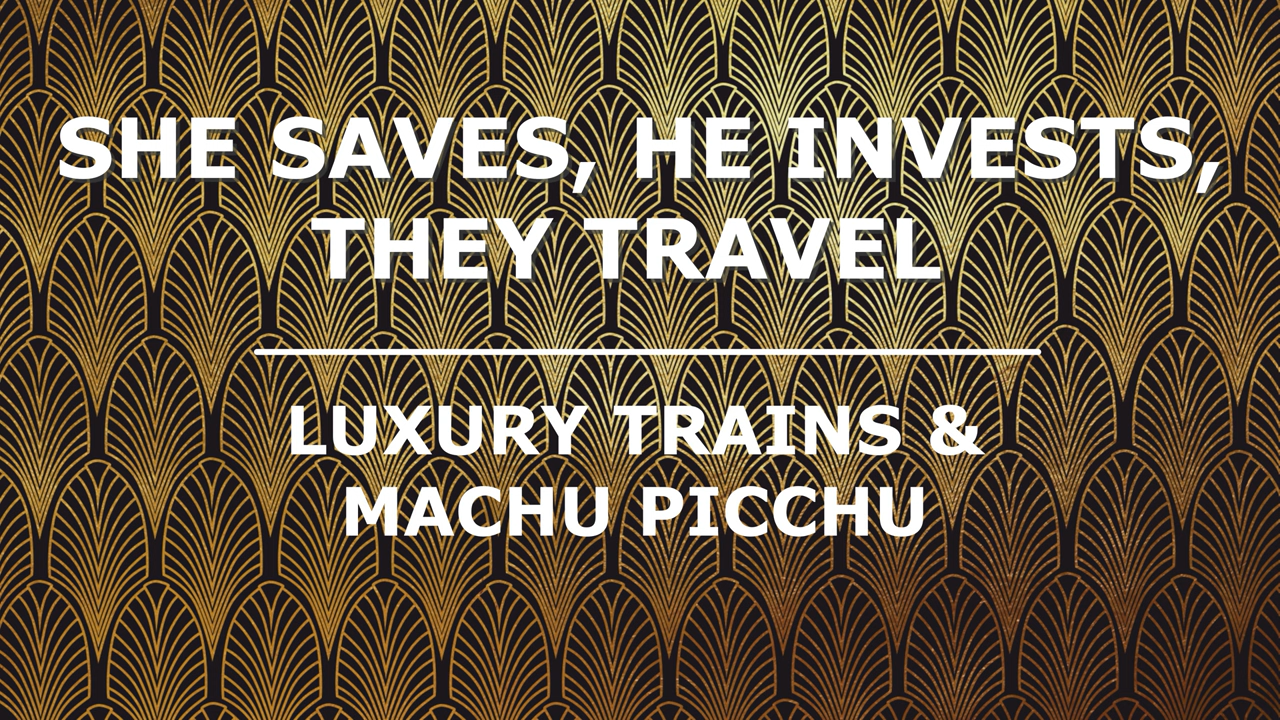 SHE SAVES, HE INVESTS,
THEY TRAVEL
LUXURY TRAINS &
MACHU PICCHU